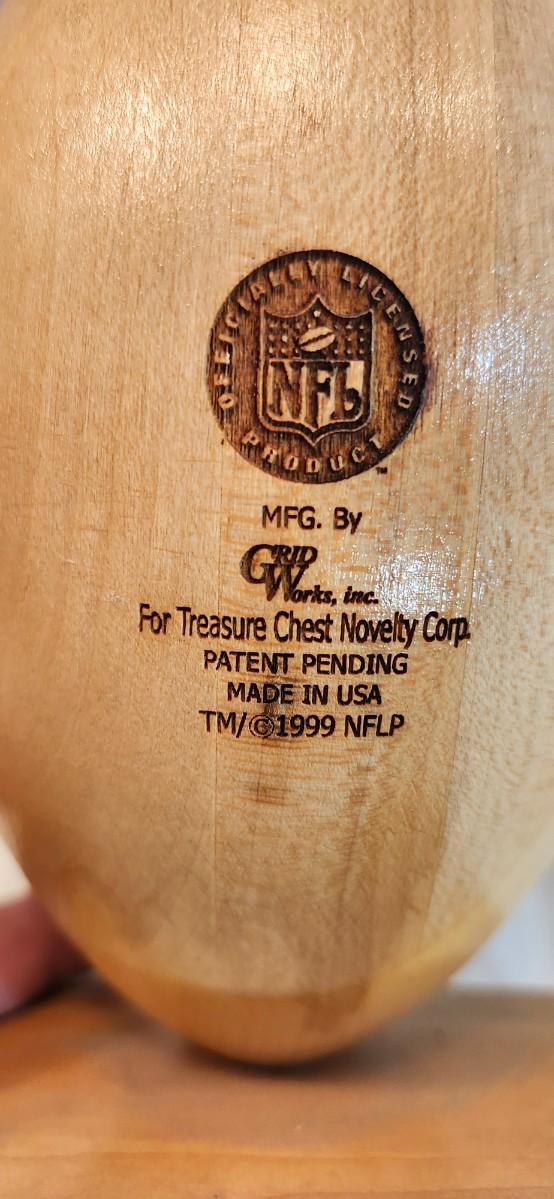 OFFICIALLY LICENSED
NFL
PRODUCT
™
MFG. By
GRID
Works, inc.
For Treasure Chest Novelty Corp.
PATENT PENDING
MADE IN USA
TM/©1999 NFLP